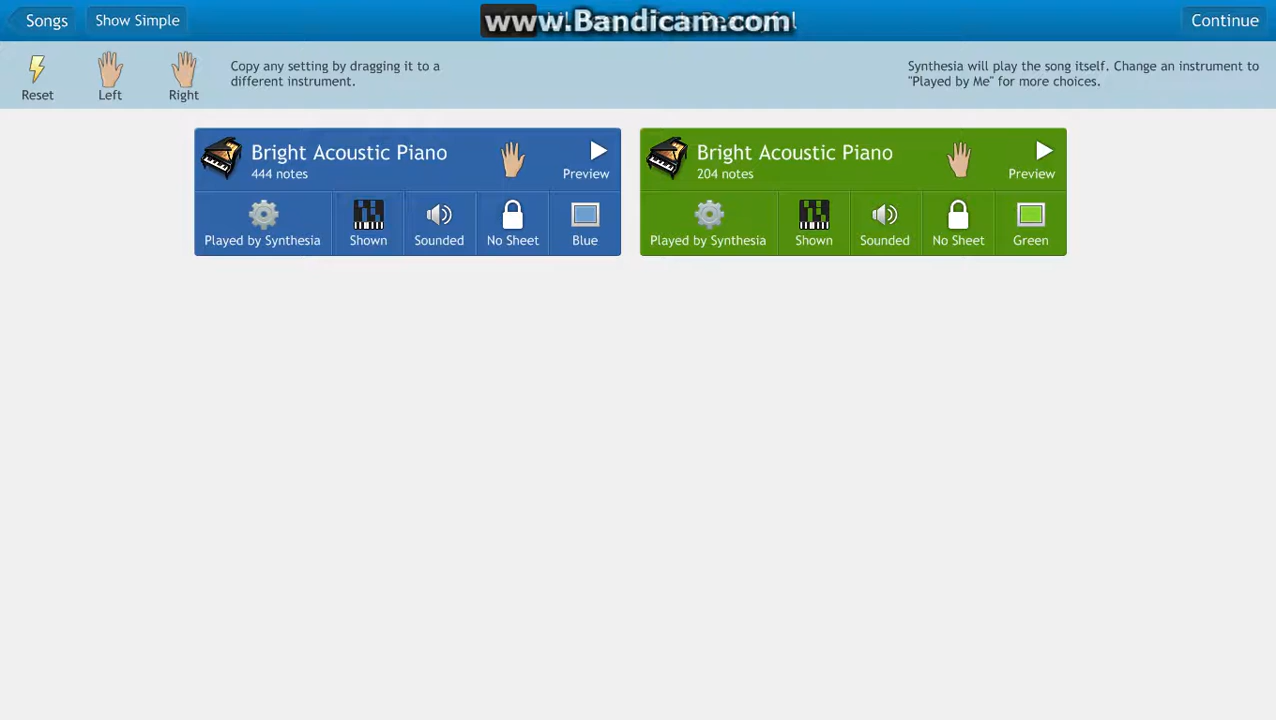 Songs
Show Simple
www.Bandicam.com
Continue
Reset
Left
Right
Copy any setting by dragging it to a
different instrument.
Synthesia will play the song itself. Change an instrument to
"Played by Me" for more choices.
Bright Acoustic Piano
444 notes
Preview
Played by Synthesia
Shown
Sounded
No Sheet
Blue
Bright Acoustic Piano
204 notes
Preview
Played by Synthesia
Shown
Sounded
No Sheet
Green